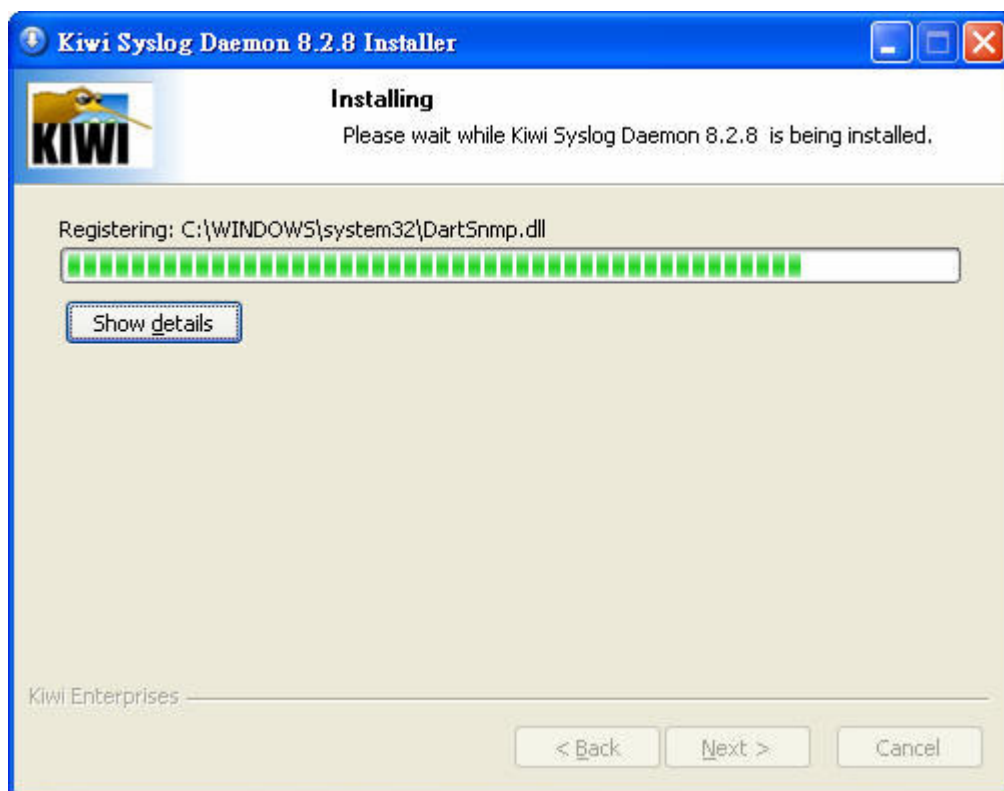 Kiwi Syslog Daemon 8.2.8 Installer
KIWI
Installing
Please wait while Kiwi Syslog Daemon 8.2.8  is being installed.
Registering: C:\WINDOWS\system32\DartSnmp.dll
Show details
Kiwi Enterprises
< Back
Next >
Cancel